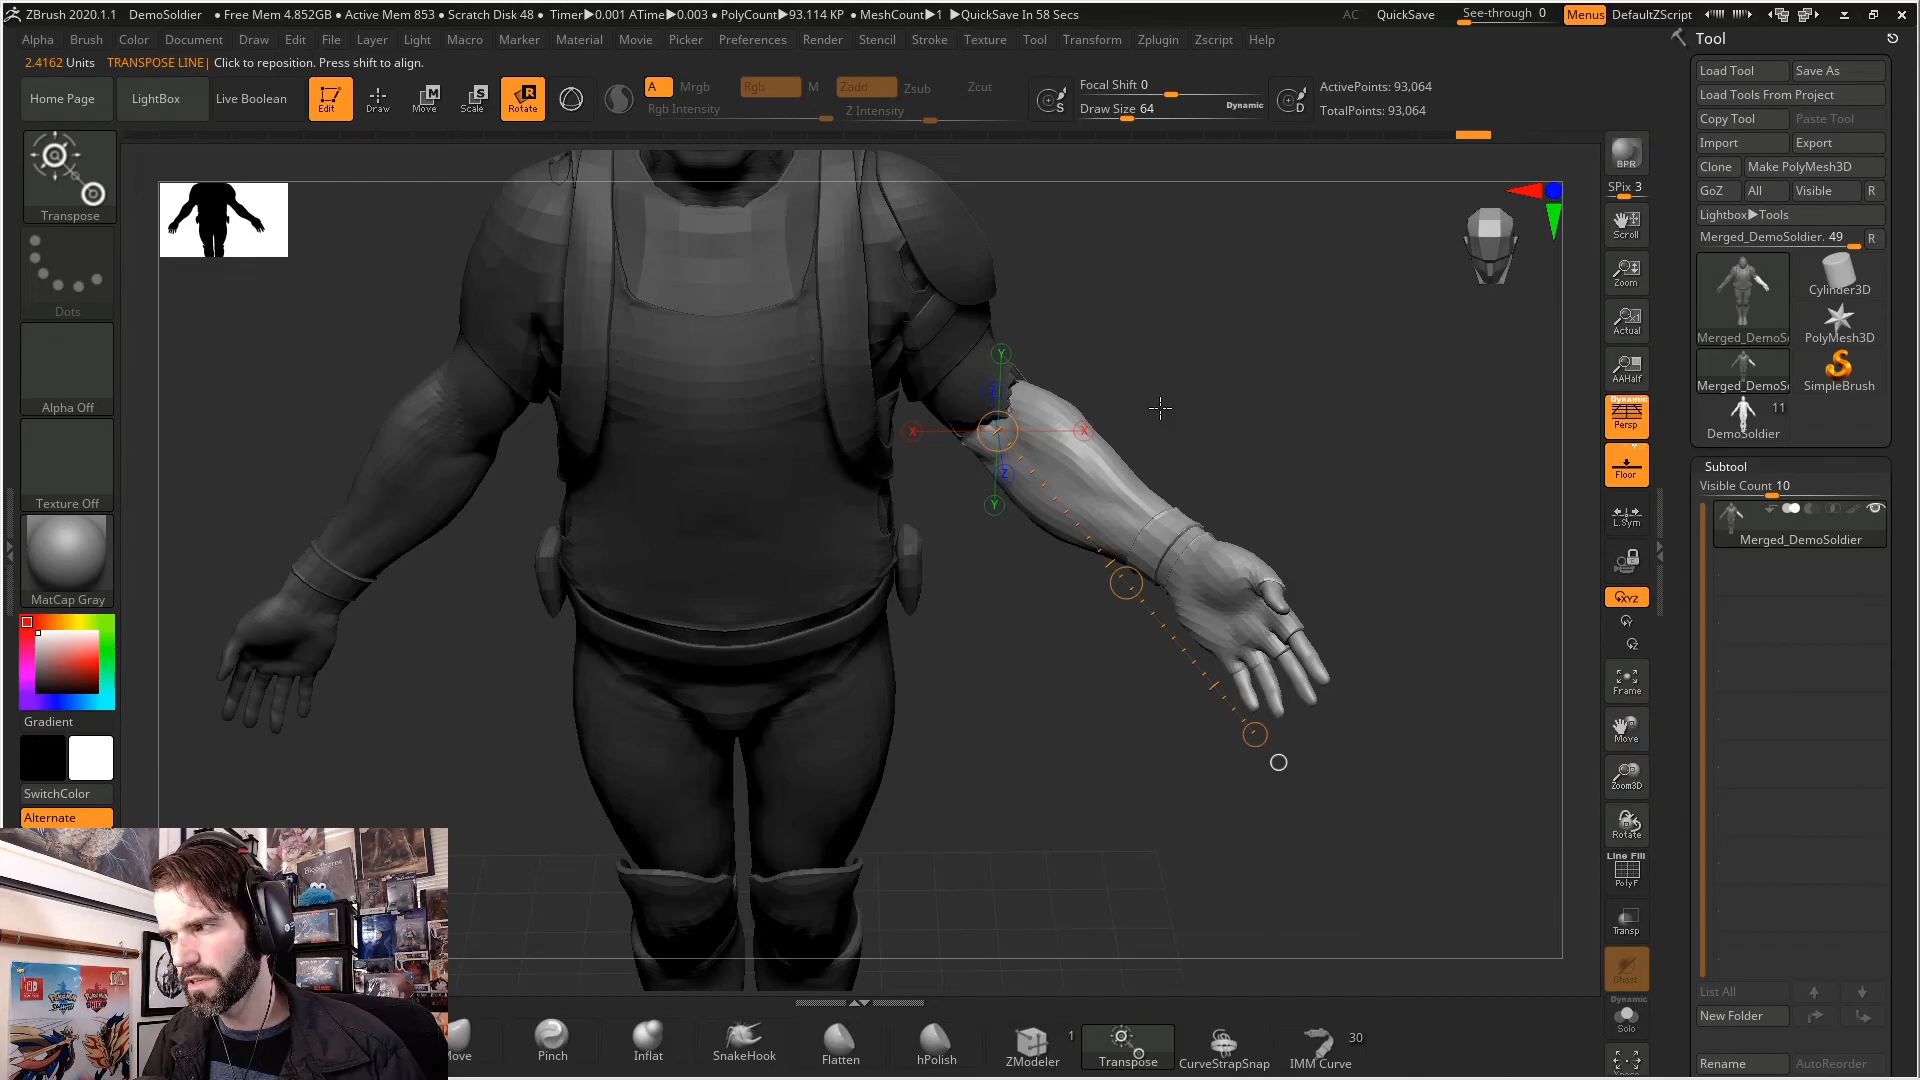 ZBrush 2020.1.1 DemoSoldier • Free Mem 4.852GB • Active Mem 853 • Scratch Disk 48 • Timer▶0.001 ATime▶0.003 • PolyCount▶93.114 KP • MeshCount▶1 ▶QuickSave In 58 Secs AC QuickSave See-through 0 Menus DefaultZScript
Alpha Brush Color Document Draw Edit File Layer Light Macro Marker Material Movie Picker Preferences Render Stencil Stroke Texture Tool Transform Zplugin Zscript Help
2.4162 Units TRANSPOSE LINE| Click to reposition. Press shift to align.
Home Page LightBox Live Boolean Edit Draw Move Scale Rotate
A Mrgb Rgb M Zadd Zsub Zcut
Rgb Intensity Z Intensity
S Focal Shift 0
Draw Size 64 Dynamic D
ActivePoints: 93,064
TotalPoints: 93,064
Transpose
Dots
Alpha Off
Texture Off
MatCap Gray
Gradient
SwitchColor
Alternate
Y
Z
X X
Z
Y
BPR
SPix 3
Scroll
Zoom
Actual
AAHalf
Dynamic
Persp
Floor
L.Sym
XYZ
Y
Z
Frame
Move
Zoom3D
Rotate
Line Fill
PolyF
Transp
Ghost
Dynamic
Solo
Tool
Load Tool Save As
Load Tools From Project
Copy Tool Paste Tool
Import Export
Clone Make PolyMesh3D
GoZ All Visible R
Lightbox▶Tools
Merged_DemoSoldier. 49 R
Cylinder3D
Merged_DemoS PolyMesh3D
Merged_DemoS SimpleBrush
11
DemoSoldier
Subtool
Visible Count 10
Merged_DemoSoldier
List All
New Folder
Rename AutoReorder
Bloodborne
Move Pinch Inflat SnakeHook Flatten hPolish ZModeler 1 Transpose CurveStrapSnap IMM Curve 30